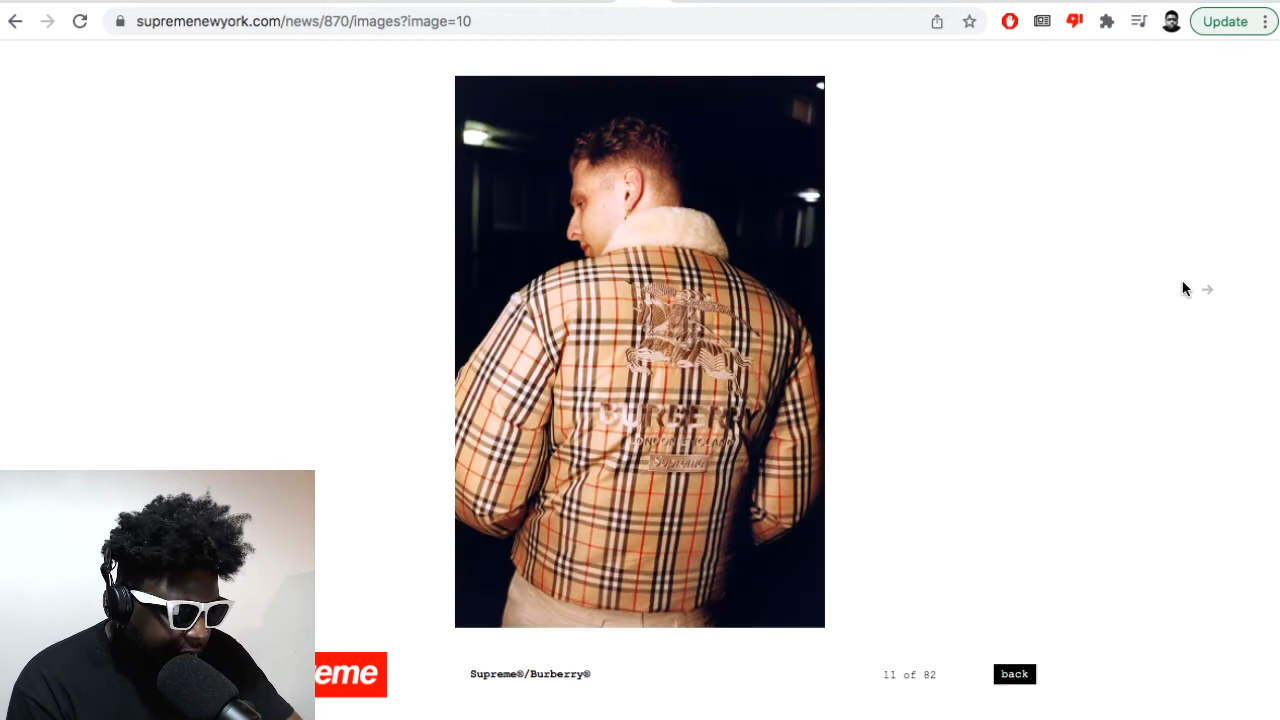 supremenewyork.com/news/870/images?image=10
Update
BURBERRY
LONDON ENGLAND
Supreme
eme
Supreme®/Burberry®
11 of 82
back